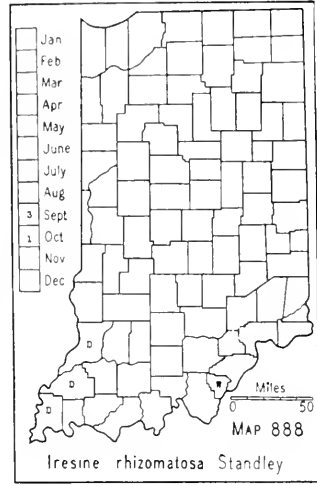 Jan
Feb
Mar
Apr
May
June
July
Aug
3 Sept
1 Oct
Nov
Dec
D
D
D
Miles
0 50
MAP 888
Iresine rhizomatosa Standley